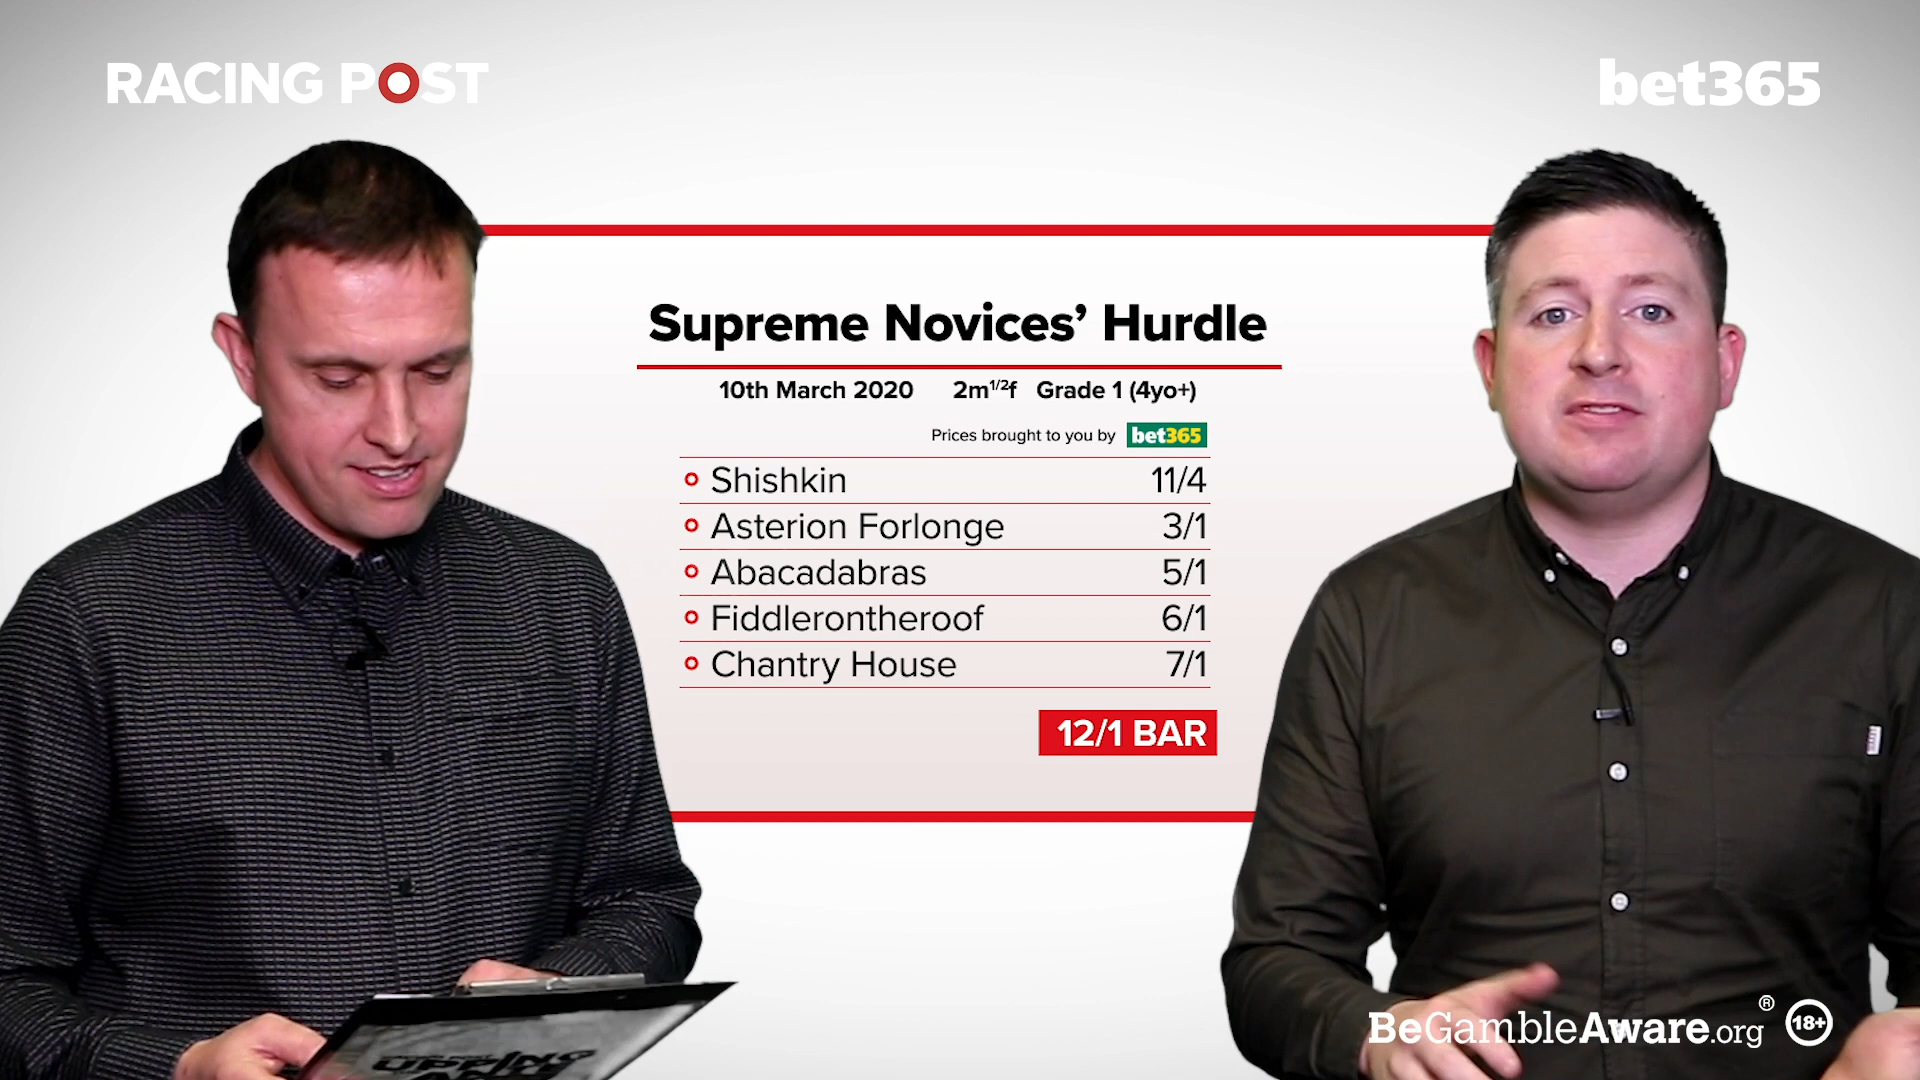 RACING POST
bet365
Supreme Novices’ Hurdle
10th March 2020 2m1/2f Grade 1 (4yo+)
Prices brought to you by bet365
Shishkin 11/4
Asterion Forlonge 3/1
Abacadabras 5/1
Fiddlerontheroof 6/1
Chantry House 7/1
12/1 BAR
BeGambleAware.org® 18+
UPPING